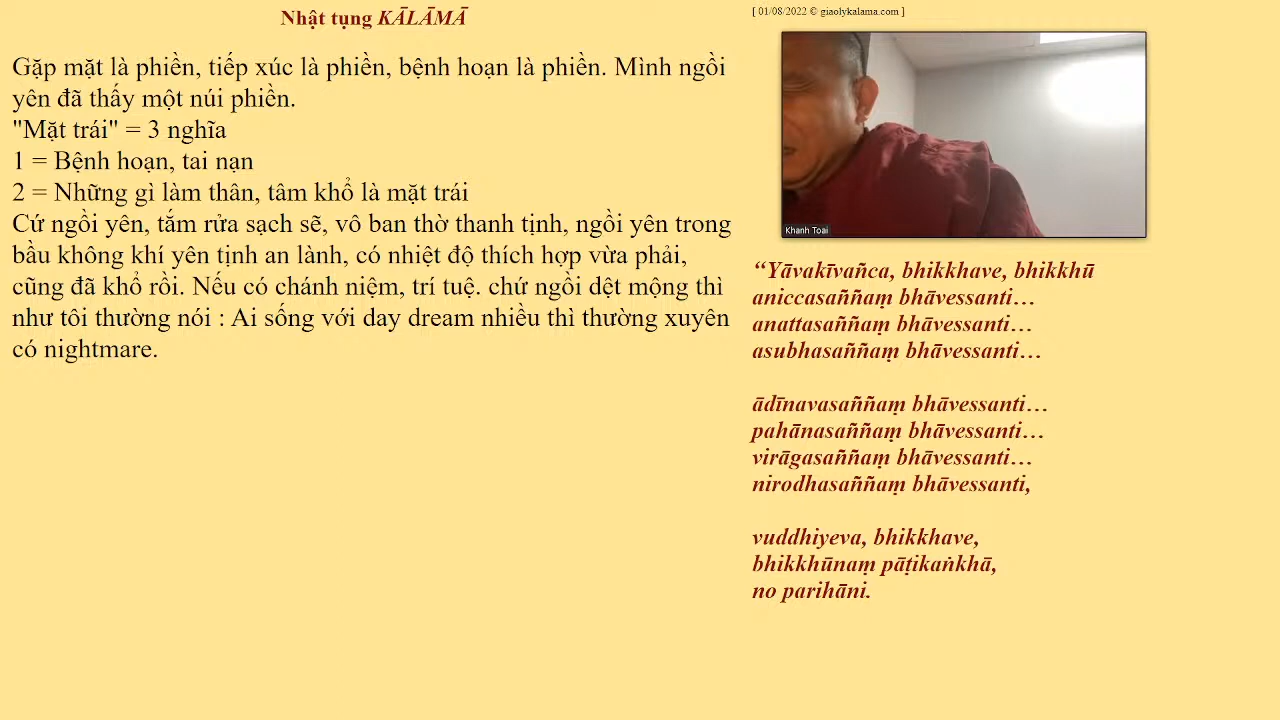 Nhật tụng KĀLĀMĀ
Gặp mặt là phiền, tiếp xúc là phiền, bệnh hoạn là phiền. Mình ngồi
yên đã thấy một núi phiền.
"Mặt trái" = 3 nghĩa
1 = Bệnh hoạn, tai nạn
2 = Những gì làm thân, tâm khổ là mặt trái
Cứ ngồi yên, tắm rửa sạch sẽ, vô ban thờ thanh tịnh, ngồi yên trong
bầu không khí yên tịnh an lành, có nhiệt độ thích hợp vừa phải,
cũng đã khổ rồi. Nếu có chánh niệm, trí tuệ. chứ ngồi dệt mộng thì
như tôi thường nói : Ai sống với day dream nhiều thì thường xuyên
có nightmare.
[ 01/08/2022 © giaolykalama.com ]
Khanh Toai
“Yāvakīvañca, bhikkhave, bhikkhū
aniccasaññaṃ bhāvessanti…
anattasaññaṃ bhāvessanti…
asubhasaññaṃ bhāvessanti…
ādīnavasaññaṃ bhāvessanti…
pahānasaññaṃ bhāvessanti…
virāgasaññaṃ bhāvessanti…
nirodhasaññaṃ bhāvessanti,
vuddhiyeva, bhikkhave,
bhikkhūnaṃ pāṭikaṅkhā,
no parihāni.